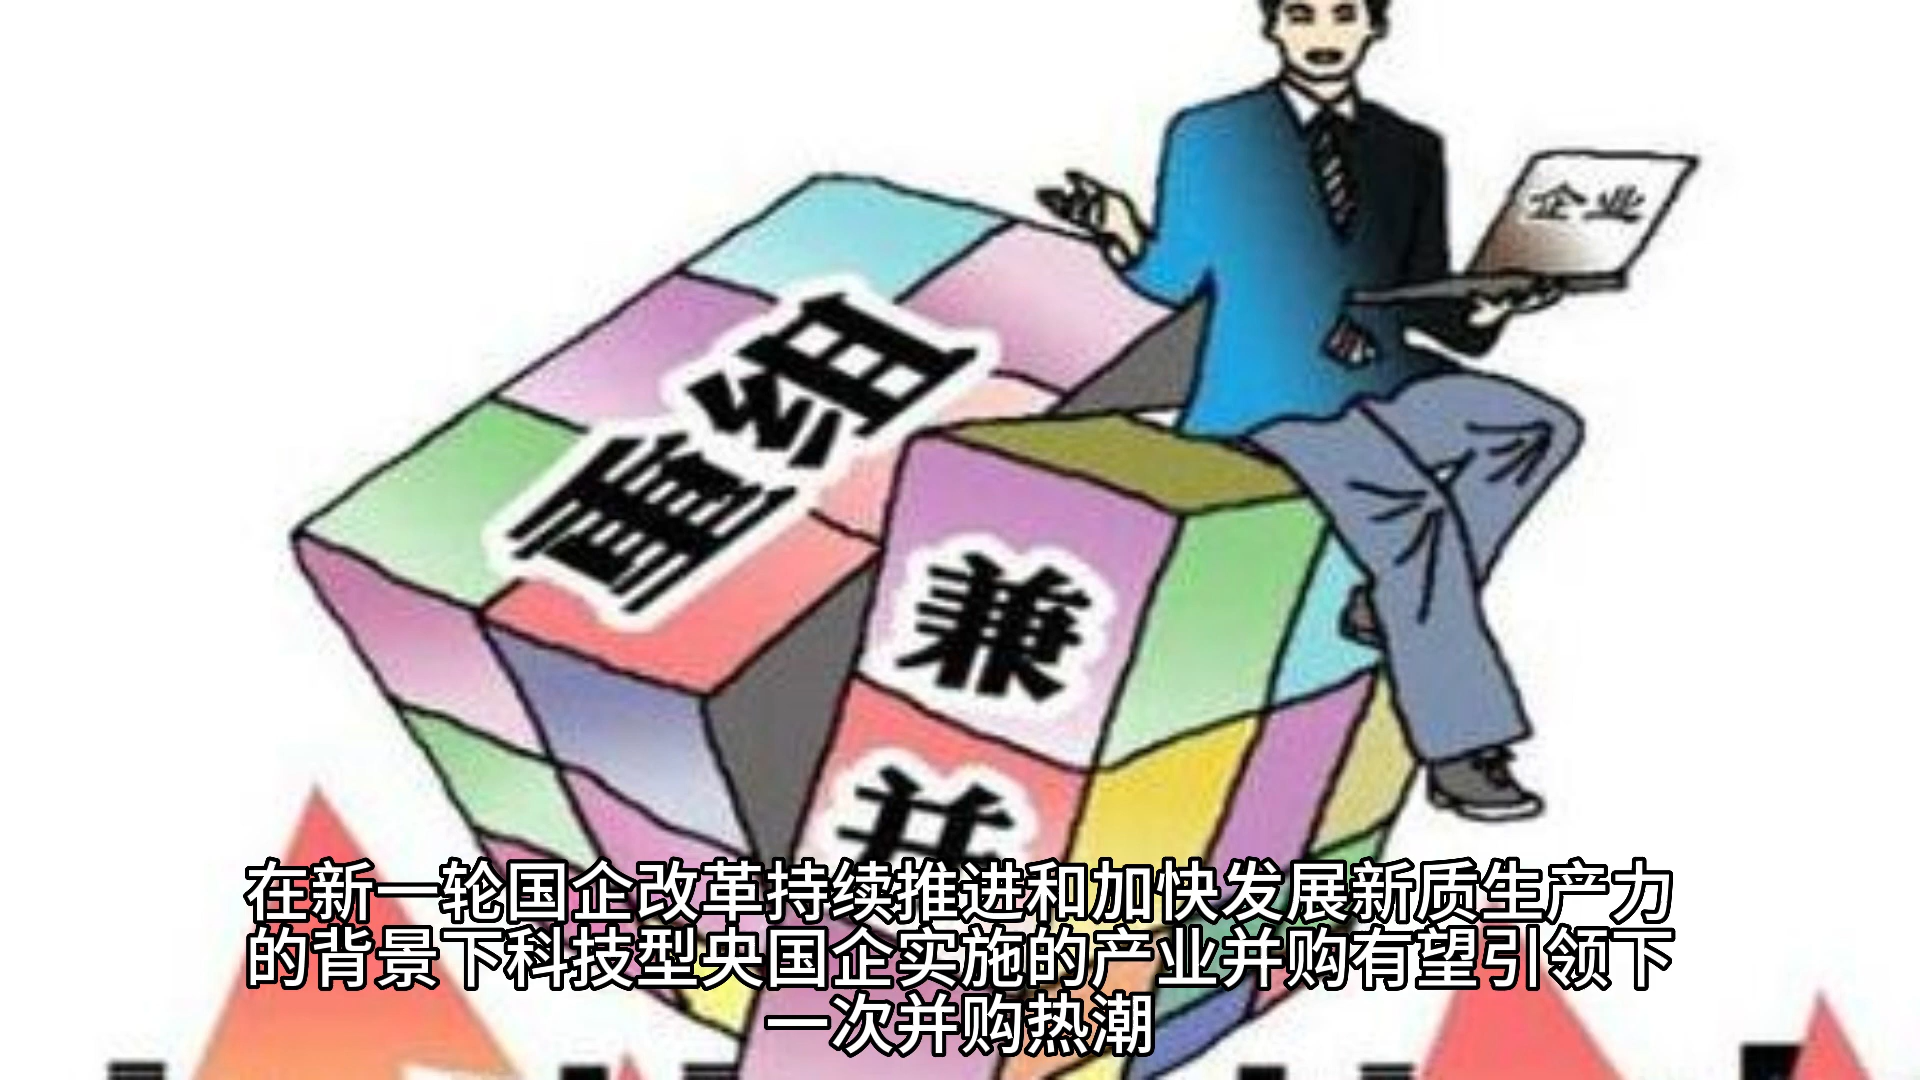 企业
重组
兼并
在新一轮国企改革持续推进和加快发展新质生产力
的背景下科技型央国企实施的产业并购有望引领下
一次并购热潮